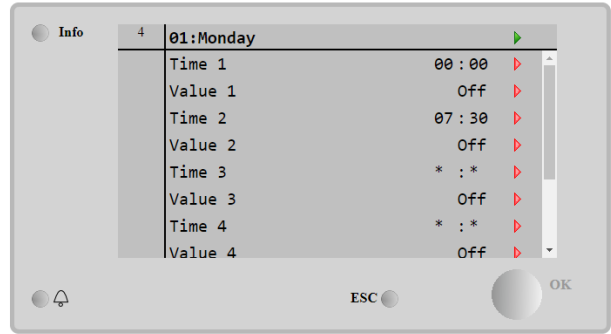 Info
4 01:Monday
Time 1 00:00
Value 1 Off
Time 2 07:30
Value 2 Off
Time 3 * :*
Value 3 Off
Time 4 * :*
Value 4 Off
ESC
OK